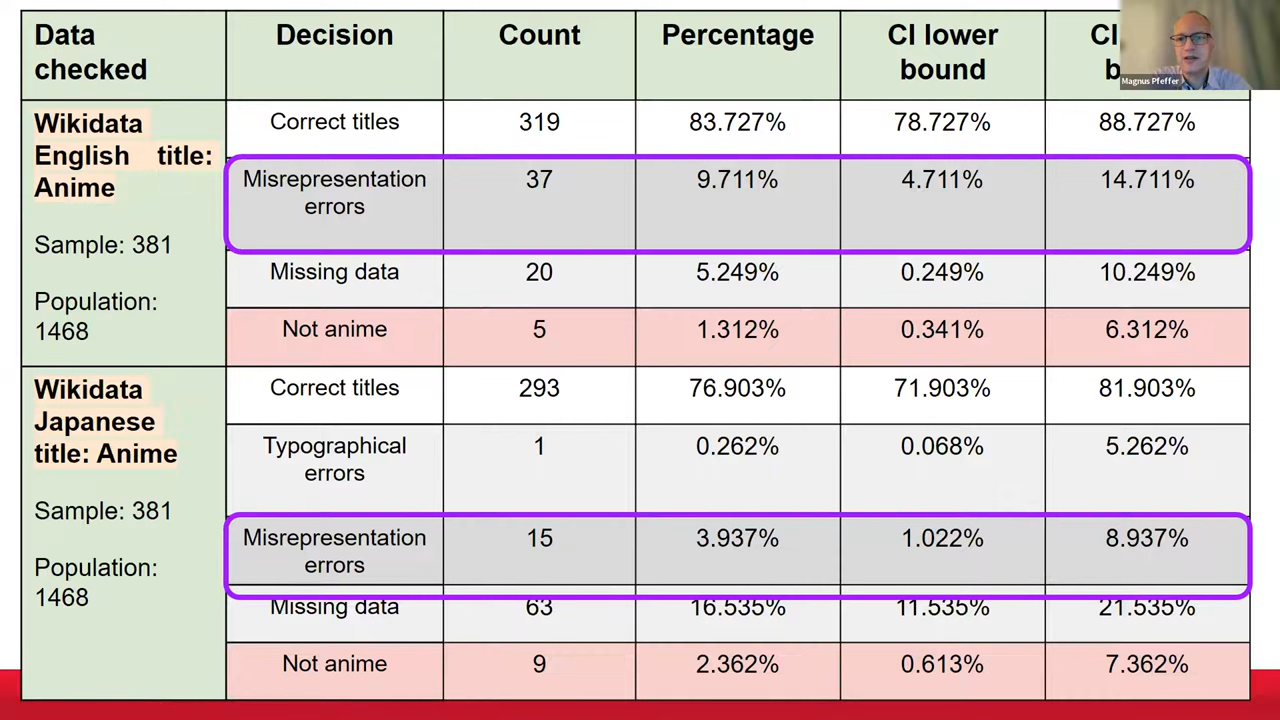 Data checked
Decision
Count
Percentage
CI lower bound
CI
Magnus Pfeffer
Wikidata
English title:
Anime
Sample: 381
Population:
1468
Correct titles 319 83.727% 78.727% 88.727%
Misrepresentation errors 37 9.711% 4.711% 14.711%
Missing data 20 5.249% 0.249% 10.249%
Not anime 5 1.312% 0.341% 6.312%
Wikidata
Japanese
title: Anime
Sample: 381
Population:
1468
Correct titles 293 76.903% 71.903% 81.903%
Typographical errors 1 0.262% 0.068% 5.262%
Misrepresentation errors 15 3.937% 1.022% 8.937%
Missing data 63 16.535% 11.535% 21.535%
Not anime 9 2.362% 0.613% 7.362%